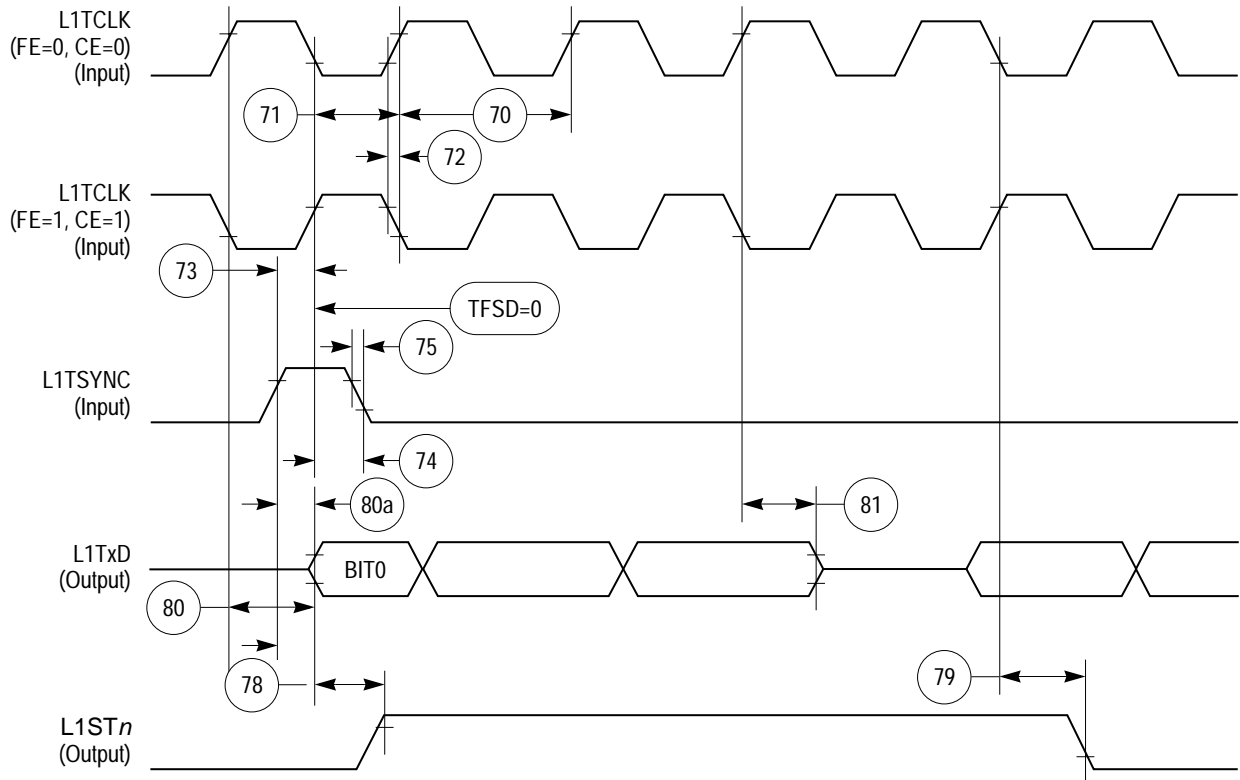 L1TCLK
(FE=0, CE=0)
(Input)
71
70
72
L1TCLK
(FE=1, CE=1)
(Input)
73
TFSD=0
75
L1TSYNC
(Input)
74
80a
81
L1TxD
(Output)
BIT0
80
78
79
L1STn
(Output)